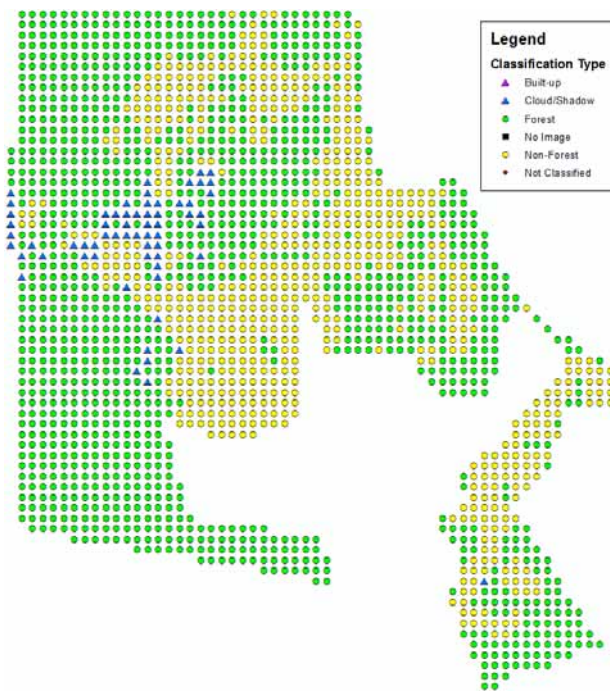 Legend
Classification Type
Built-up
Cloud/Shadow
Forest
No Image
Non-Forest
Not Classified